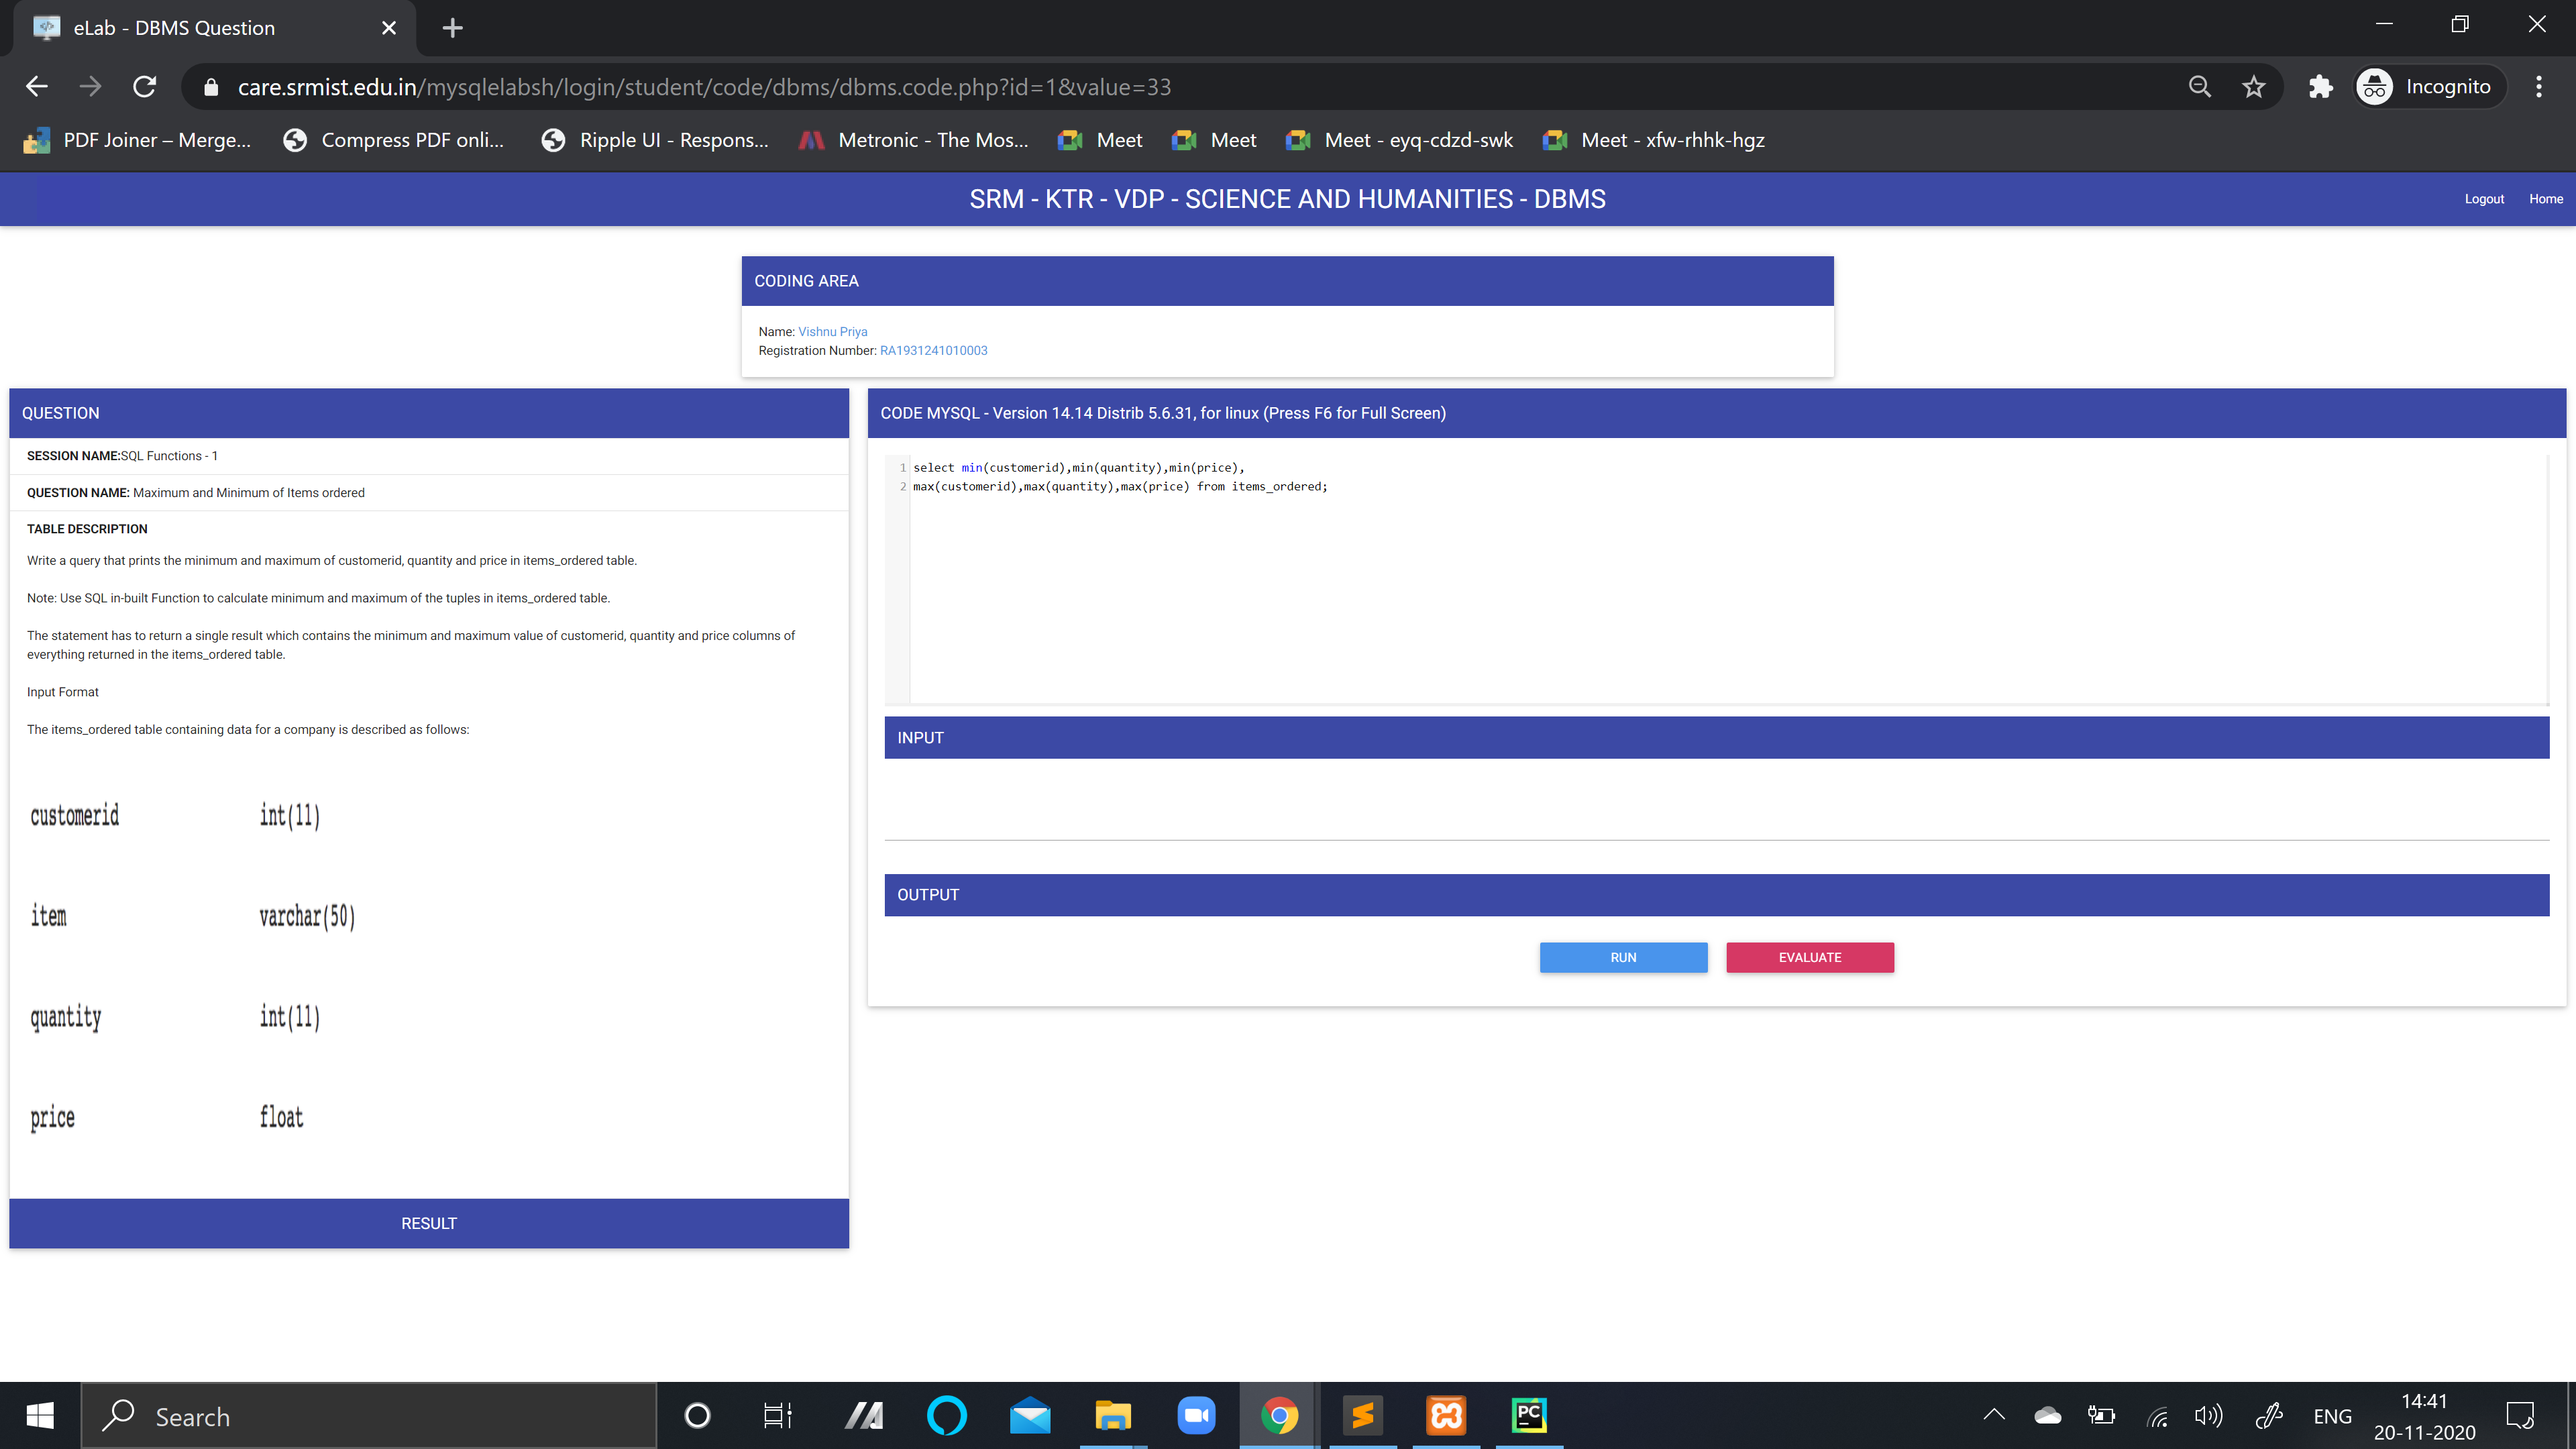 eLab - DBMS Question
care.srmist.edu.in/mysqlelabsh/login/student/code/dbms/dbms.code.php?id=1&value=33
Incognito
PDF Joiner – Merge...
Compress PDF onli...
Ripple UI - Respons...
Metronic - The Mos...
Meet
Meet
Meet - eyq-cdzd-swk
Meet - xfw-rhhk-hgz
SRM - KTR - VDP - SCIENCE AND HUMANITIES - DBMS
Logout
Home
CODING AREA
Name: Vishnu Priya
Registration Number: RA1931241010003
QUESTION
SESSION NAME:SQL Functions - 1
QUESTION NAME: Maximum and Minimum of Items ordered
TABLE DESCRIPTION
Write a query that prints the minimum and maximum of customerid, quantity and price in items_ordered table.
Note: Use SQL in-built Function to calculate minimum and maximum of the tuples in items_ordered table.
The statement has to return a single result which contains the minimum and maximum value of customerid, quantity and price columns of
everything returned in the items_ordered table.
Input Format
The items_ordered table containing data for a company is described as follows:
customerid int(11)
item varchar(50)
quantity int(11)
price float
RESULT
CODE MYSQL - Version 14.14 Distrib 5.6.31, for linux (Press F6 for Full Screen)
1 select min(customerid),min(quantity),min(price),
2 max(customerid),max(quantity),max(price) from items_ordered;
INPUT
OUTPUT
RUN
EVALUATE
Search
PC
ENG
14:41
20-11-2020